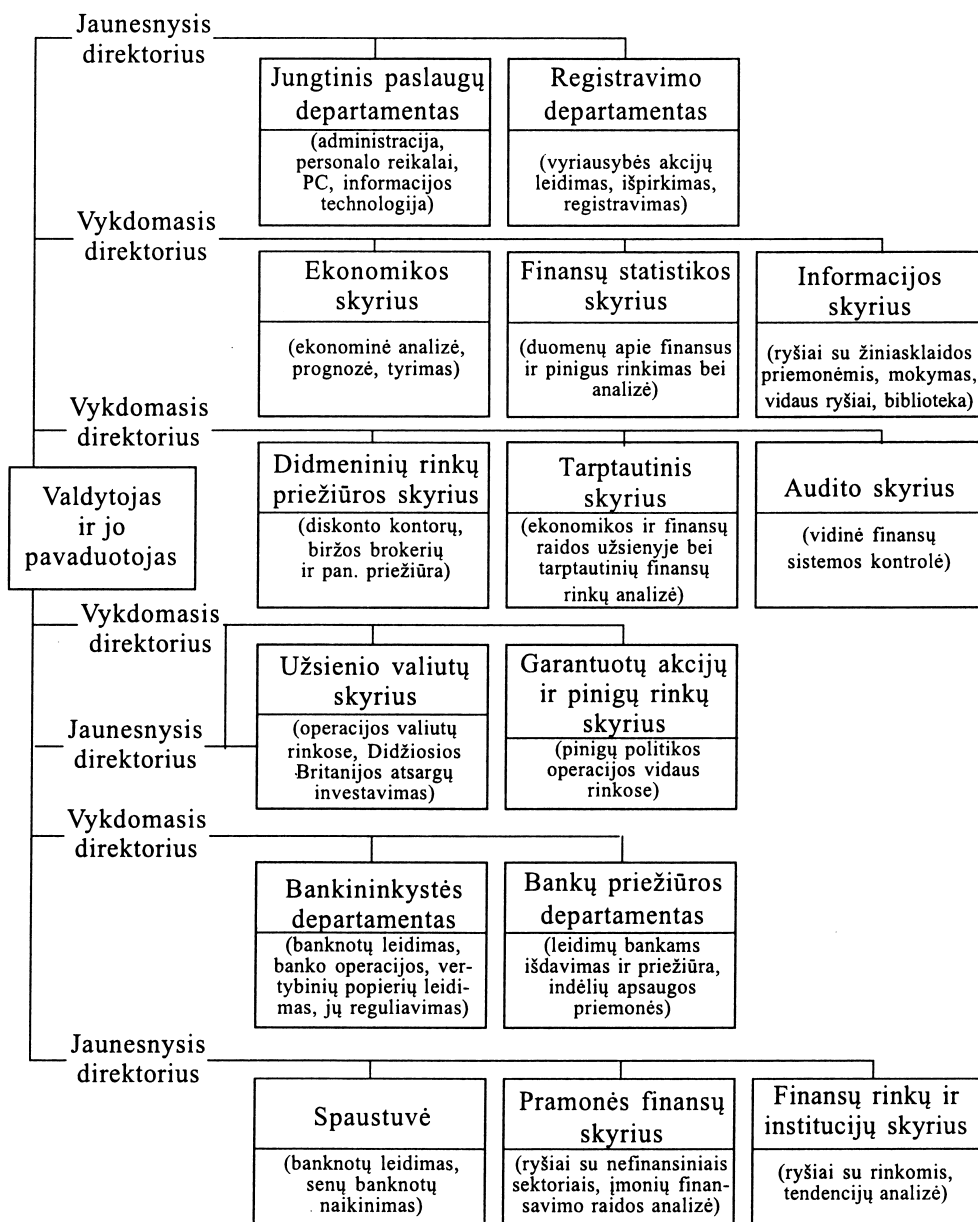 Jaunesnysis
direktorius
Jungtinis paslaugų
departamentas
(administracija,
personalo reikalai,
PC, informacijos
technologija)
Registravimo
departamentas
(vyriausybės akcijų
leidimas, išpirkimas,
registravimas)
Vykdomasis
direktorius
Ekonomikos
skyrius
(ekonominė analizė,
prognozė, tyrimas)
Finansų statistikos
skyrius
(duomenų apie finansus
ir pinigus rinkimas bei
analizė)
Informacijos
skyrius
(ryšiai su žiniasklaidos
priemonėmis, mokymas,
vidaus ryšiai, biblioteka)
Vykdomasis
direktorius
Didmeninių rinkų
priežiūros skyrius
(diskonto kontorų,
biržos brokerių
ir pan. priežiūra)
Tarptautinis
skyrius
(ekonomikos ir finansų
raidos užsienyje bei
tarptautinių finansų
rinkų analizė)
Audito skyrius
(vidinė finansų
sistemos kontrolė)
Valdytojas
ir jo
pavaduotojas
Vykdomasis
direktorius
Jaunesnysis
direktorius
Užsienio valiutų
skyrius
(operacijos valiutų
rinkose, Didžiosios
Britanijos atsargų
investavimas)
Garantuotų akcijų
ir pinigų rinkų
skyrius
(pinigų politikos
operacijos vidaus
rinkose)
Vykdomasis
direktorius
Bankininkystės
departamentas
(banknotų leidimas,
banko operacijos, ver-
tybinių popierių leidi-
mas, jų reguliavimas)
Bankų priežiūros
departamentas
(leidimų bankams
išdavimas ir priežiūra,
indėlių apsaugos
priemonės)
Jaunesnysis
direktorius
Spaustuvė
(banknotų leidimas,
senų banknotų
naikinimas)
Pramonės finansų
skyrius
(ryšiai su nefinansiniais
sektoriais, įmonių finan-
savimo raidos analizė)
Finansų rinkų ir
institucijų skyrius
(ryšiai su rinkomis,
tendencijų analizė)